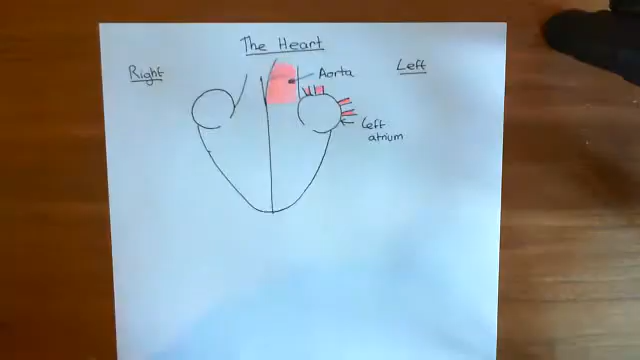 The Heart
Right
Left
Aorta
Left
atrium